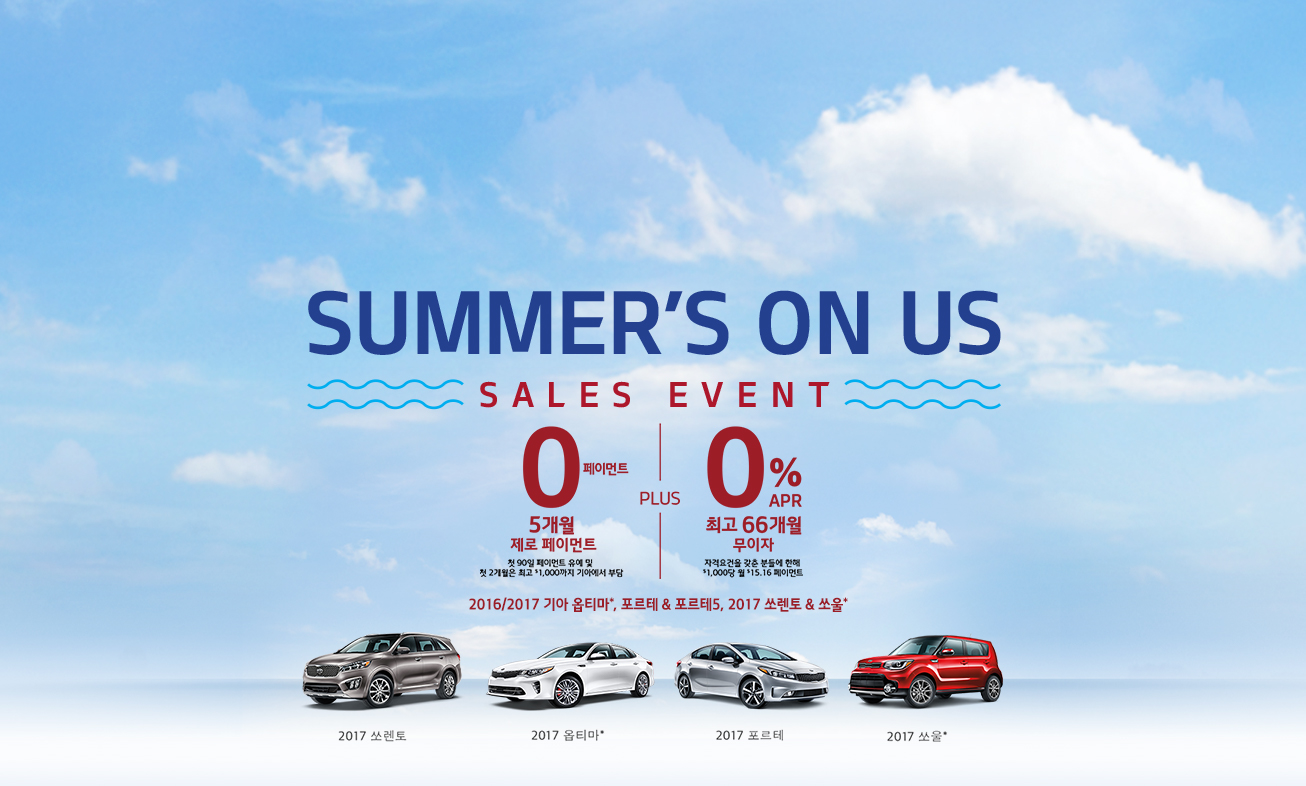 SUMMER'S ON US
SALES EVENT
0 페이먼트
5개월
제로 페이먼트
첫 90일 페이먼트 유예 및
첫 2개월은 최고 $1,000까지 기아에서 부담
PLUS
0% APR
최고 66개월
무이자
자격요건을 갖춘 분들에 한해
$1,000당 월 $15.16 페이먼트
2016/2017 기아 옵티마*, 포르테 & 포르테5, 2017 쏘렌토 & 쏘울*
2017 쏘렌토
2017 옵티마*
2017 포르테
2017 쏘울*